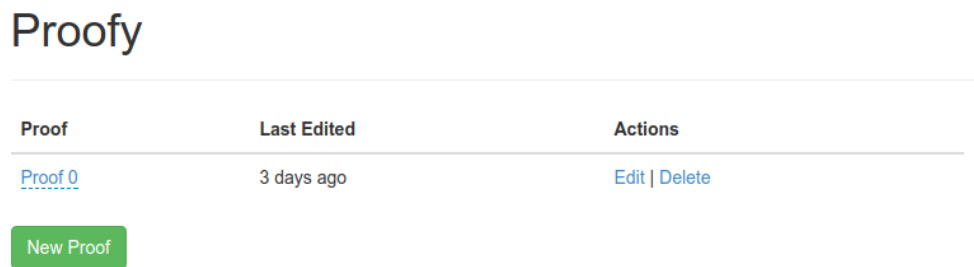 Proofy
Proof Last Edited Actions
Proof 0 3 days ago Edit | Delete
New Proof